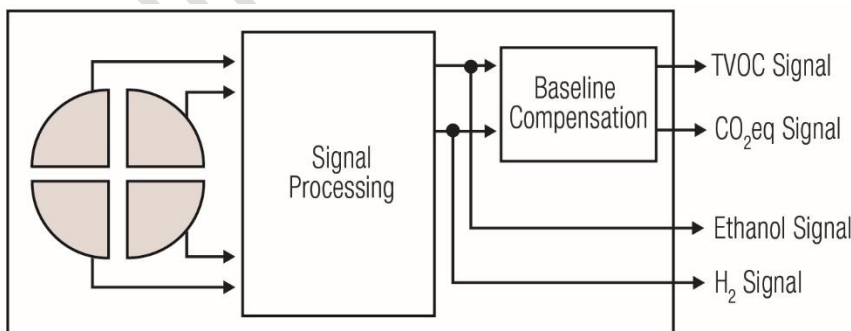 Signal
Processing
Baseline
Compensation
TVOC Signal
CO₂eq Signal
Ethanol Signal
H₂ Signal